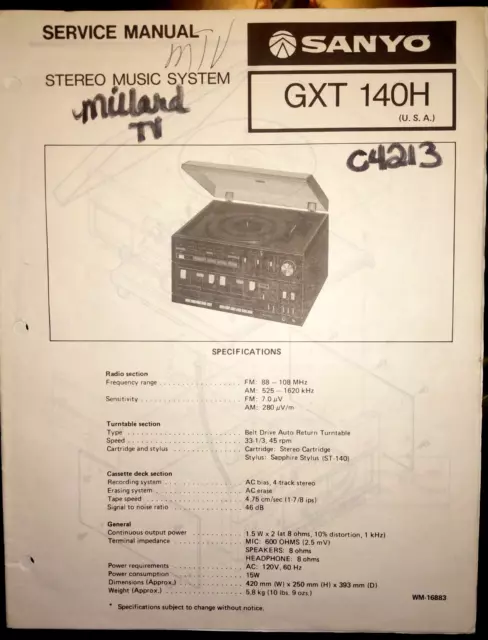 SERVICE MANUAL
MTV
SANYO
STEREO MUSIC SYSTEM
GXT 140H
(U. S. A.)
Millard
TV
C4213
SPECIFICATIONS
Radio section
Frequency range . . . . . . . . . . . . . . . . . FM: 88 – 108 MHz
AM: 525 – 1620 kHz
Sensitivity . . . . . . . . . . . . . . . . . . . . . FM: 7.0 μV
AM: 280 μV/m
Turntable section
Type . . . . . . . . . . . . . . . . . . . . . . . . . Belt Drive Auto Return Turntable
Speed . . . . . . . . . . . . . . . . . . . . . . . . 33-1/3, 45 rpm
Cartridge and stylus . . . . . . . . . . . . . . Cartridge: Stereo Cartridge
Stylus: Sapphire Stylus (ST-140)
Cassette deck section
Recording system . . . . . . . . . . . . . . . . AC bias, 4-track stereo
Erasing system . . . . . . . . . . . . . . . . . . AC erase
Tape speed . . . . . . . . . . . . . . . . . . . . . 4.76 cm/sec (1-7/8 ips)
Signal to noise ratio . . . . . . . . . . . . . . 46 dB
General
Continuous output power . . . . . . . . . . 1.5 W x 2 (at 8 ohms, 10% distortion, 1 kHz)
Terminal impedance . . . . . . . . . . . . . . MIC: 600 OHMS (2.5 mV)
SPEAKERS: 8 ohms
HEADPHONE: 8 ohms
Power requirements . . . . . . . . . . . . . . AC: 120V, 60 Hz
Power consumption . . . . . . . . . . . . . . 15W
Dimensions (Approx.) . . . . . . . . . . . . . 420 mm (W) x 250 mm (H) x 393 mm (D)
Weight (Approx.) . . . . . . . . . . . . . . . . 5.8 kg (10 lbs. 9 ozs.)
* Specifications subject to change without notice.
WM-16883